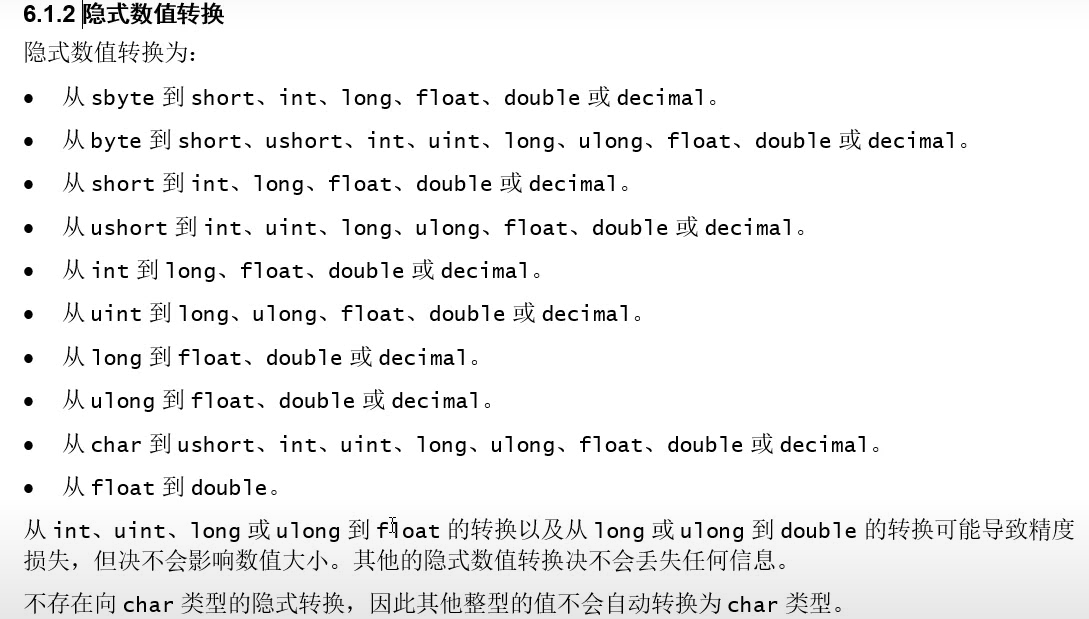 6.1.2 隐式数值转换
隐式数值转换为：
• 从 sbyte 到 short、int、long、float、double 或 decimal。
• 从 byte 到 short、ushort、int、uint、long、ulong、float、double 或 decimal。
• 从 short 到 int、long、float、double 或 decimal。
• 从 ushort 到 int、uint、long、ulong、float、double 或 decimal。
• 从 int 到 long、float、double 或 decimal。
• 从 uint 到 long、ulong、float、double 或 decimal。
• 从 long 到 float、double 或 decimal。
• 从 ulong 到 float、double 或 decimal。
• 从 char 到 ushort、int、uint、long、ulong、float、double 或 decimal。
• 从 float 到 double。
从 int、uint、long 或 ulong 到 float 的转换以及从 long 或 ulong 到 double 的转换可能导致精度
损失，但决不会影响数值大小。其他的隐式数值转换决不会丢失任何信息。
不存在向 char 类型的隐式转换，因此其他整型的值不会自动转换为 char 类型。